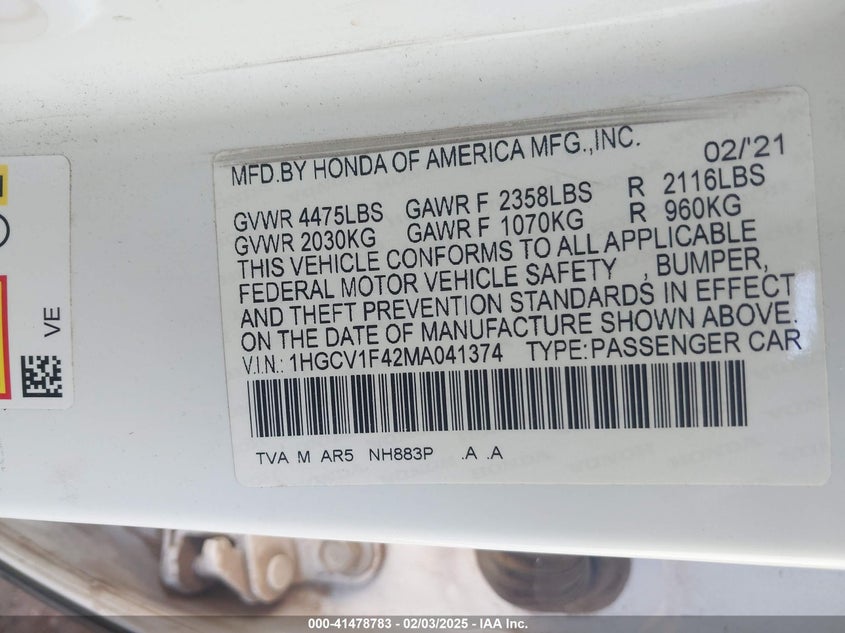 MFD.BY HONDA OF AMERICA MFG.,INC. 02/'21
GVWR 4475LBS GAWR F 2358LBS R 2116LBS
GVWR 2030KG GAWR F 1070KG R 960KG
THIS VEHICLE CONFORMS TO ALL APPLICABLE
FEDERAL MOTOR VEHICLE SAFETY , BUMPER,
AND THEFT PREVENTION STANDARDS IN EFFECT
ON THE DATE OF MANUFACTURE SHOWN ABOVE.
V.I.N.: 1HGCV1F42MA041374 TYPE:PASSENGER CAR
TVA M AR5 NH883P .A .A
VE
000-41478783 - 02/03/2025 - IAA Inc.